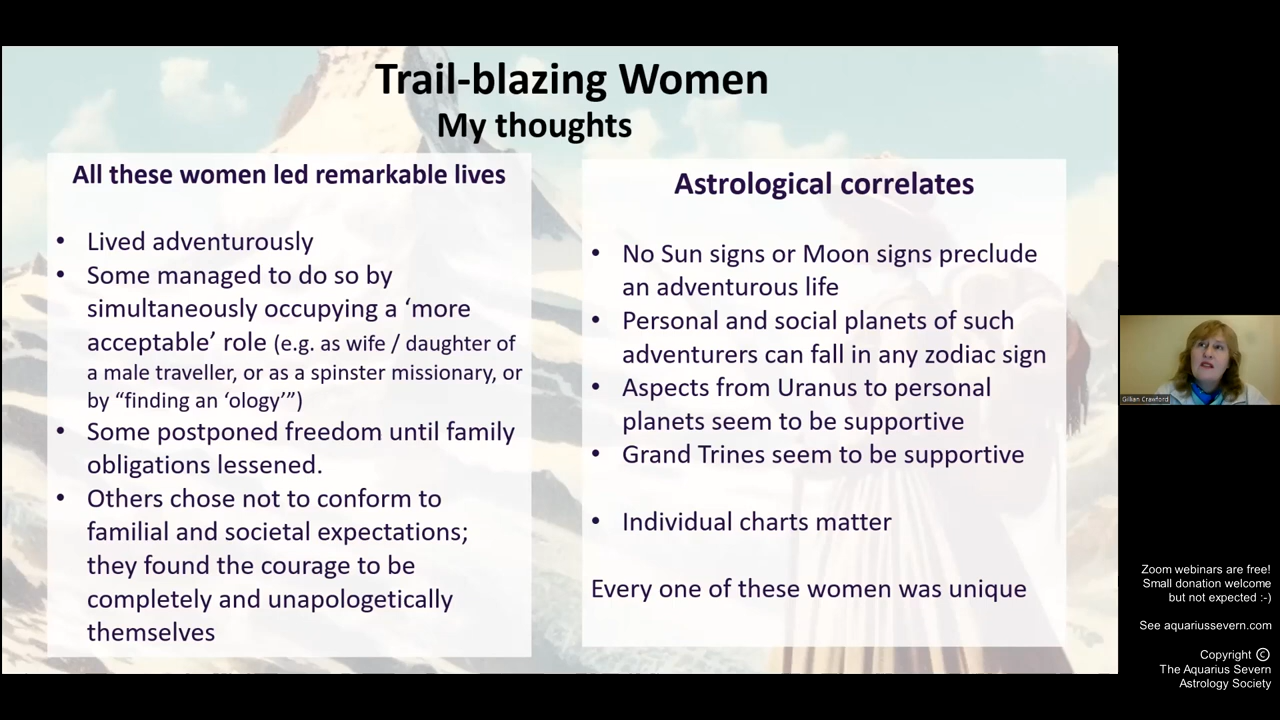 Trail-blazing Women
My thoughts
All these women led remarkable lives
• Lived adventurously
• Some managed to do so by
simultaneously occupying a ‘more
acceptable’ role (e.g. as wife / daughter of
a male traveller, or as a spinster missionary, or
by “finding an ‘ology’”)
• Some postponed freedom until family
obligations lessened.
• Others chose not to conform to
familial and societal expectations;
they found the courage to be
completely and unapologetically
themselves
Astrological correlates
• No Sun signs or Moon signs preclude
an adventurous life
• Personal and social planets of such
adventurers can fall in any zodiac sign
• Aspects from Uranus to personal
planets seem to be supportive
• Grand Trines seem to be supportive
• Individual charts matter
Every one of these women was unique
Gillian Crawford
Zoom webinars are free!
Small donation welcome
but not expected :-)
See aquariussevern.com
Copyright ©
The Aquarius Severn
Astrology Society